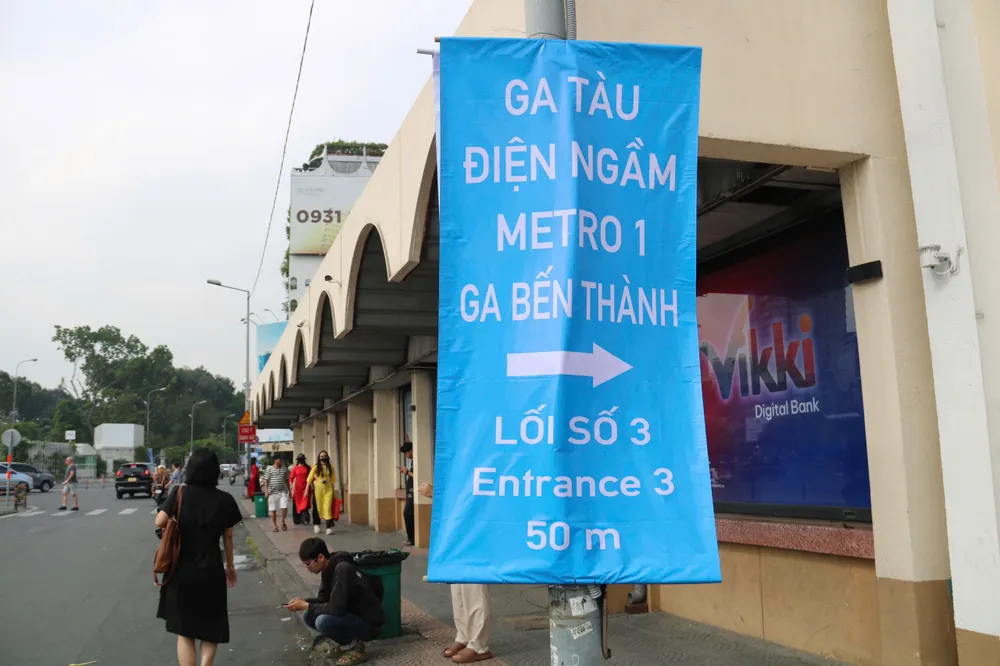 GA TÀU
ĐIỆN NGẦM
METRO 1
GA BẾN THÀNH
LỐI SỐ 3
Entrance 3
50 m
vikki
Digital Bank
0931